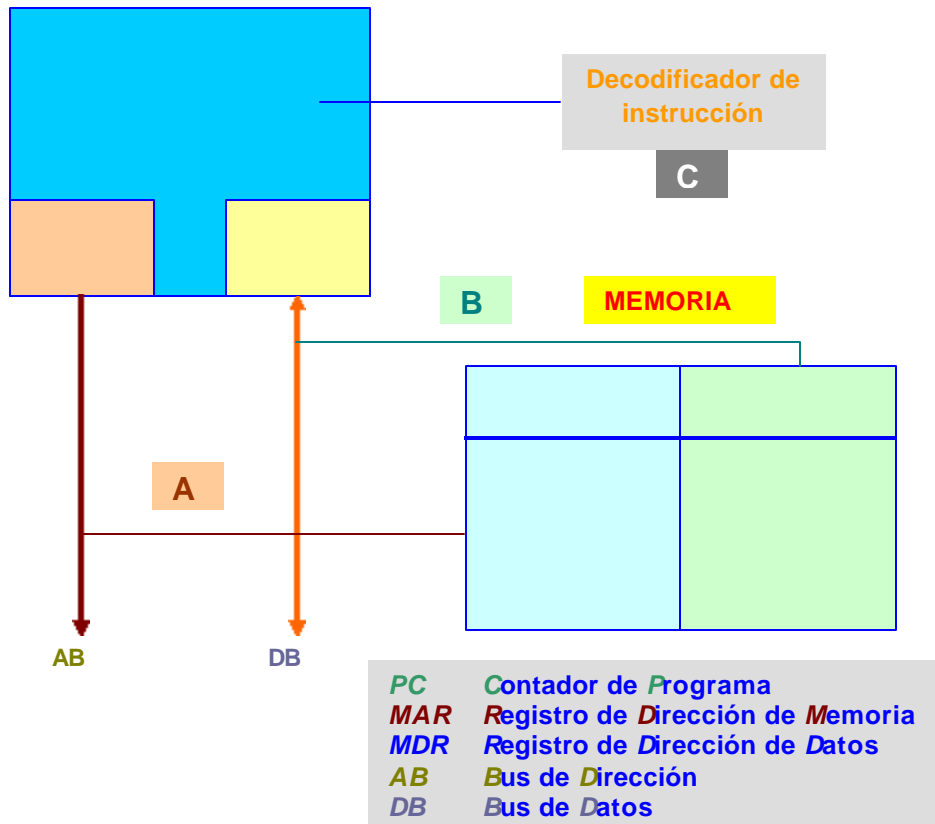 Decodificador de
instrucción
C
B
MEMORIA
A
AB
DB
PC Contador de Programa
MAR Registro de Dirección de Memoria
MDR Registro de Dirección de Datos
AB Bus de Dirección
DB Bus de Datos